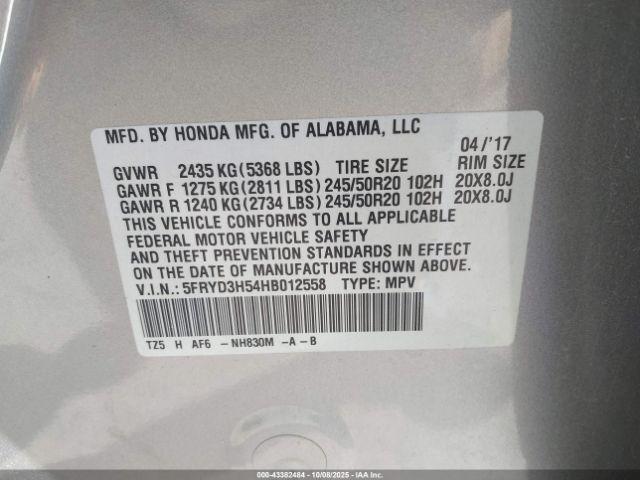 MFD. BY HONDA MFG. OF ALABAMA, LLC 04/'17
GVWR 2435 KG(5368 LBS) TIRE SIZE RIM SIZE
GAWR F 1275 KG(2811 LBS)245/50R20 102H 20X8.0J
GAWR R 1240 KG(2734 LBS)245/50R20 102H 20X8.0J
THIS VEHICLE CONFORMS TO ALL APPLICABLE
FEDERAL MOTOR VEHICLE SAFETY
AND THEFT PREVENTION STANDARDS IN EFFECT
ON THE DATE OF MANUFACTURE SHOWN ABOVE.
V.I.N.:5FRYD3H54HB012558 TYPE: MPV
TZ5 H AF6 -NH830M -A-B
000-43382484 | 10/08/2025 | Copyright © IAA®